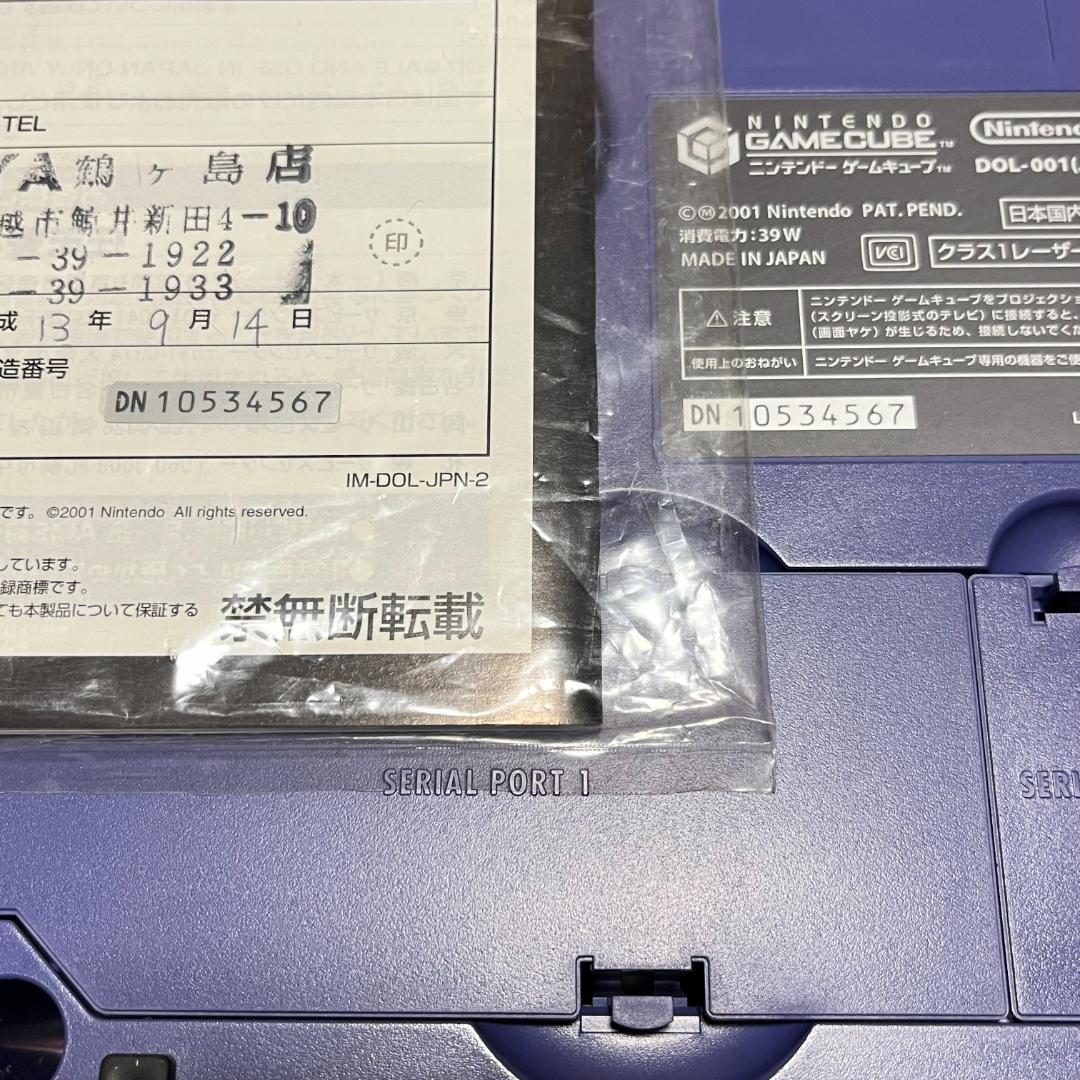 TEL
YA鶴ヶ島店
越市鯨井新田4-10
-39-1922
-39-1933
成 13 年 9 月 14 日
造番号
DN 10534567
IM-DOL-JPN-2
です。 ©2001 Nintendo All rights reserved.
しています。
録商標です。
ても本製品について保証する
禁無断転載
印
NINTENDO
GAMECUBE™
ニンテンドー ゲームキューブ™
Nintendo
DOL-001(
©Ⓜ2001 Nintendo PAT. PEND.
日本国内
消費電力:39W
MADE IN JAPAN
VCI
クラス1レーザー
⚠注意
ニンテンドー ゲームキューブをプロジェクショ
(スクリーン投影式のテレビ)に接続すると、
(画面ヤケ)が生じるため、接続しないでくだ
使用上のおねがい
ニンテンドー ゲームキューブ専用の機器をご使
DN 10534567
SERIAL PORT 1
SERI